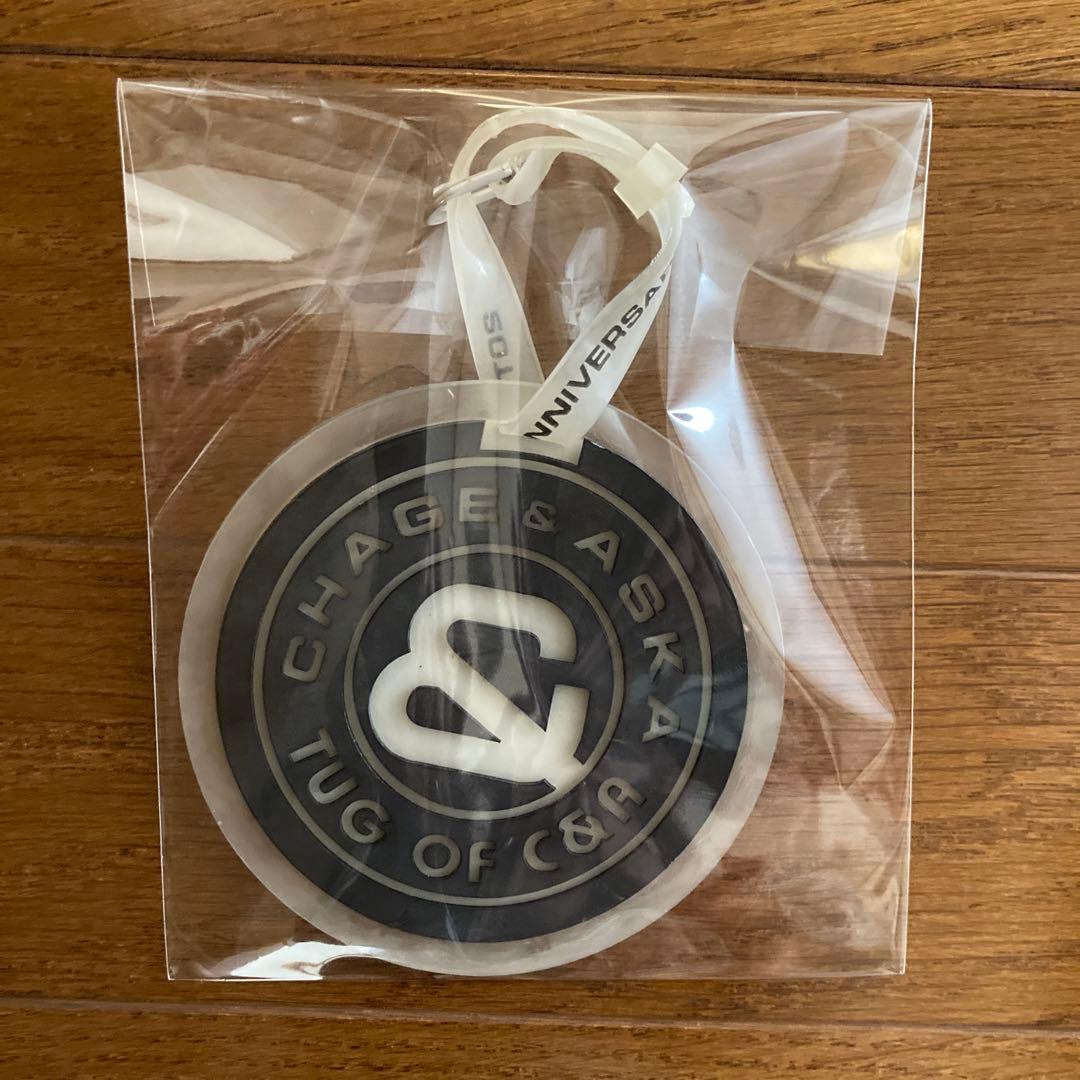 TOS
NNIVERSA
CHAGE & ASKA
TUG OF C&A